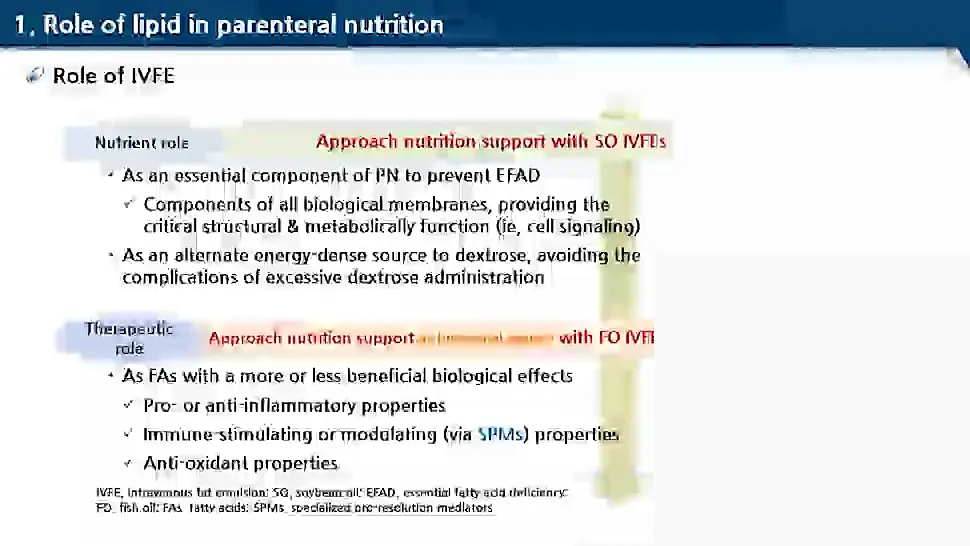 1. Role of lipid in parenteral nutrition
Role of IVFE
Nutrient role
Approach nutrition support with SO IVFEs
· As an essential component of PN to prevent EFAD
✓ Components of all biological membranes, providing the
critical structural & metabolically function (ie, cell signaling)
· As an alternate energy-dense source to dextrose, avoiding the
complications of excessive dextrose administration
Therapeutic
role
Approach nutrition support with FO IVFE
· As FAs with a more or less beneficial biological effects
✓ Pro- or anti-inflammatory properties
✓ Immune stimulating or modulating (via SPMs) properties
✓ Anti-oxidant properties
IVFE, intravenous fat emulsion; SO, soybean oil; EFAD, essential fatty acid deficiency;
FO, fish oil; FAs, fatty acids; SPMs, specialized pro-resolution mediators